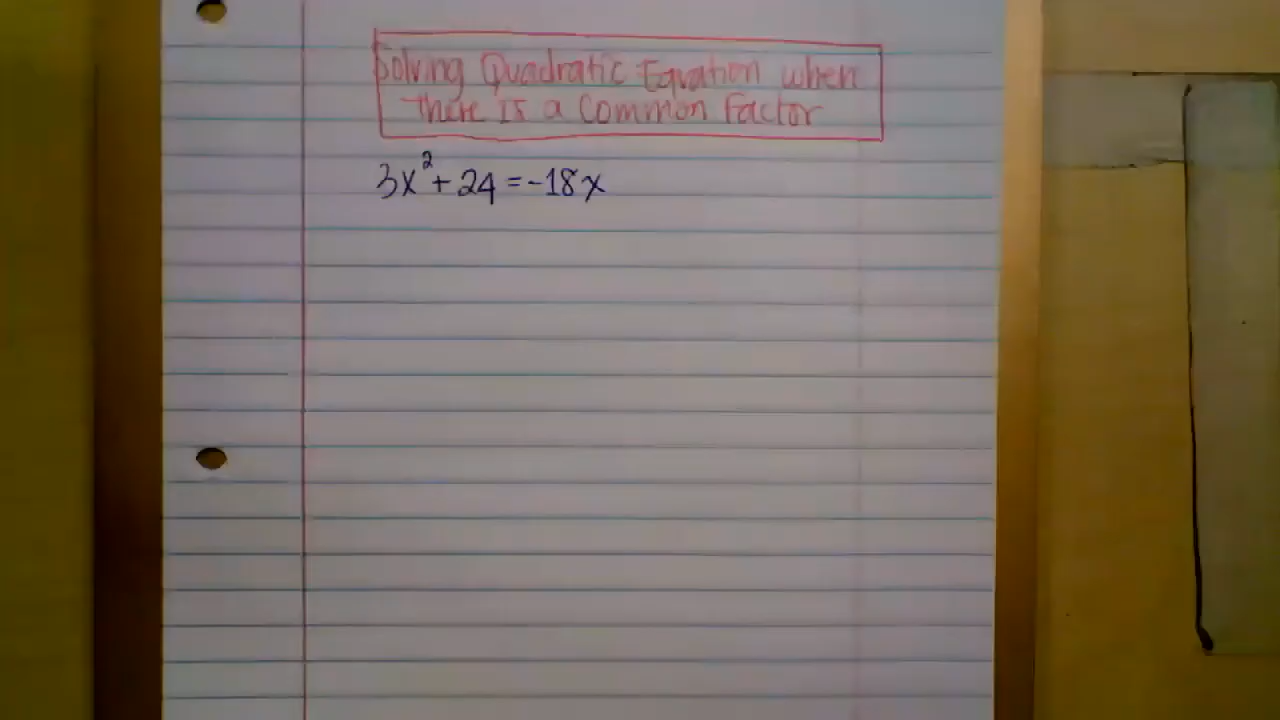 Solving Quadratic Equation when
there Is a Common Factor
3x² + 24 = -18x